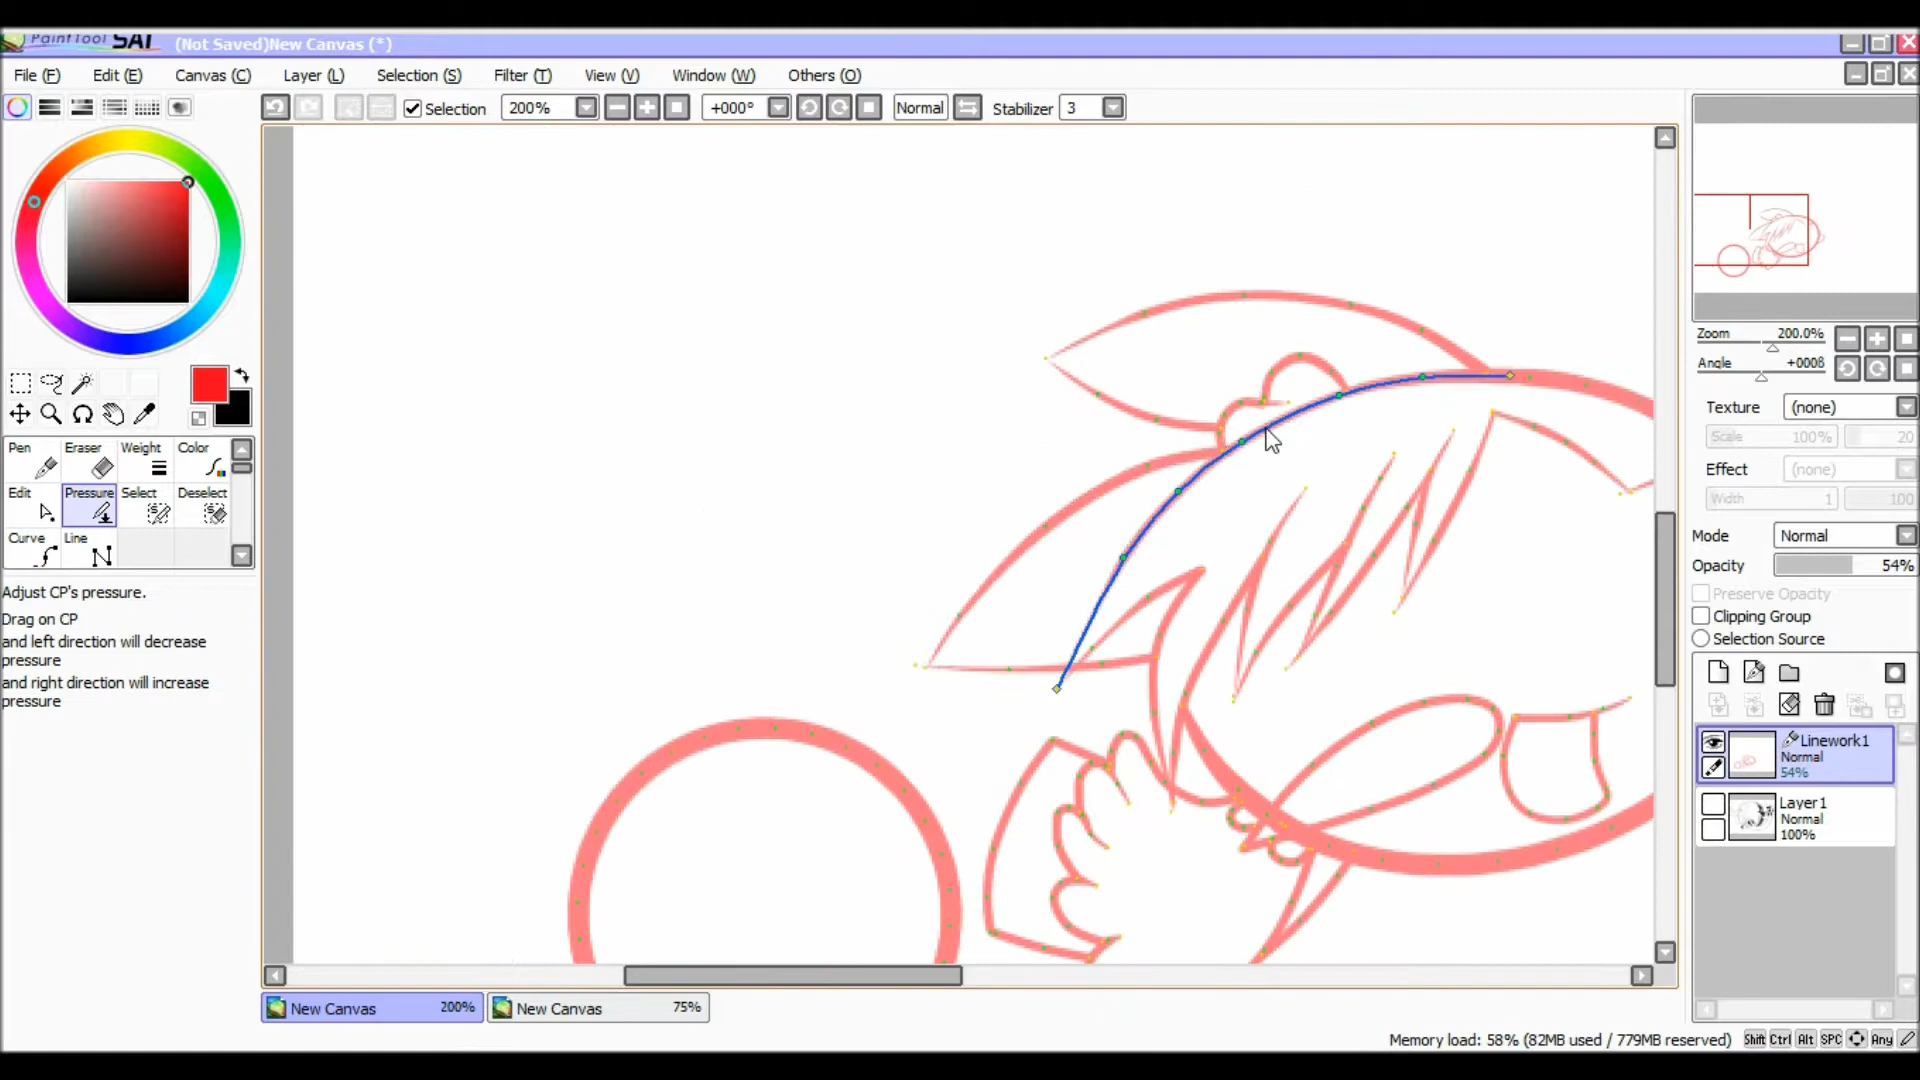 PaintTool SAI (Not Saved)New Canvas (*)
File (F) Edit (E) Canvas (C) Layer (L) Selection (S) Filter (T) View (V) Window (W) Others (O)
Selection 200% +000° Normal Stabilizer 3
Zoom 200.0%
Angle +000ß
Texture (none)
Scale 100% 20
Effect (none)
Width 1 100
Mode Normal
Opacity 54%
Preserve Opacity
Clipping Group
Selection Source
Pen Eraser Weight Color
Edit Pressure Select Deselect
Curve Line
Adjust CP's pressure.
Drag on CP
and left direction will decrease
pressure
and right direction will increase
pressure
Linework1
Normal
54%
Layer1
Normal
100%
New Canvas 200% New Canvas 75%
Memory load: 58% (82MB used / 779MB reserved) Shift Ctrl Alt SPC Any